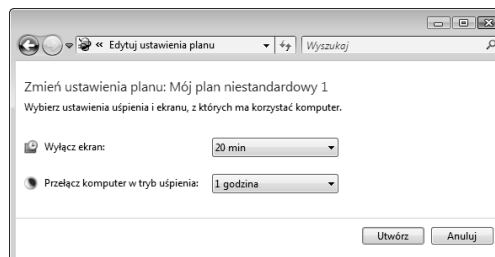 « Edytuj ustawienia planu
Wyszukaj
Zmień ustawienia planu: Mój plan niestandardowy 1
Wybierz ustawienia uśpienia i ekranu, z których ma korzystać komputer.
Wyłącz ekran: 20 min
Przełącz komputer w tryb uśpienia: 1 godzina
Utwórz Anuluj